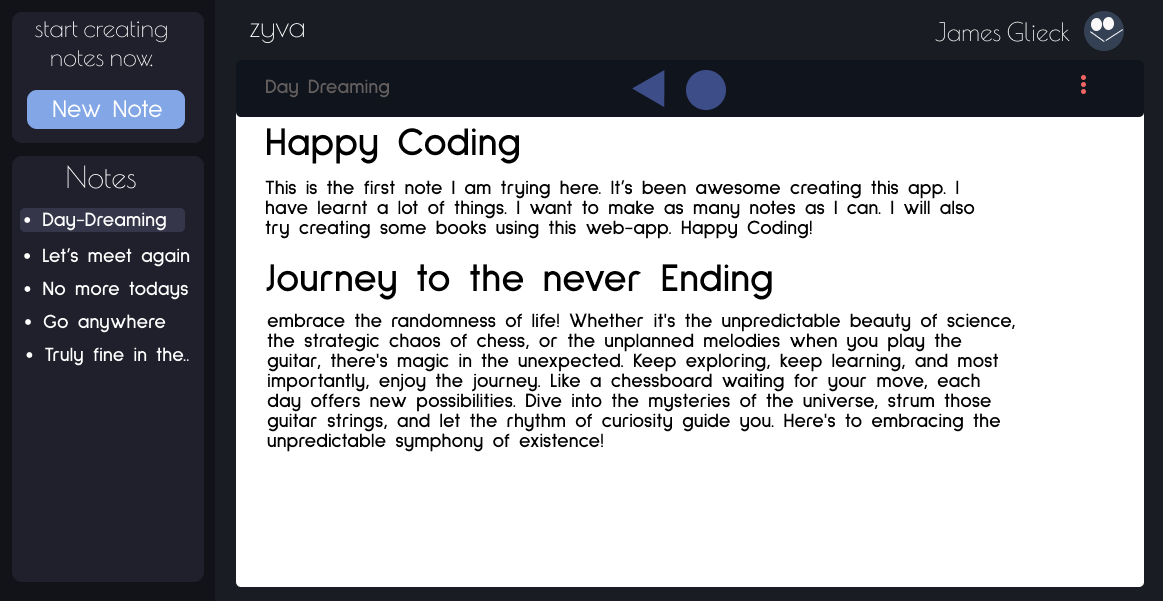 start creating
notes now.
New Note
Notes
• Day-Dreaming
• Let's meet again
• No more todays
• Go anywhere
• Truly fine in the..
zyva
James Glieck
Day Dreaming
Happy Coding
This is the first note I am trying here. It's been awesome creating this app. I
have learnt a lot of things. I want to make as many notes as I can. I will also
try creating some books using this web-app. Happy Coding!
Journey to the never Ending
embrace the randomness of life! Whether it's the unpredictable beauty of science,
the strategic chaos of chess, or the unplanned melodies when you play the
guitar, there's magic in the unexpected. Keep exploring, keep learning, and most
importantly, enjoy the journey. Like a chessboard waiting for your move, each
day offers new possibilities. Dive into the mysteries of the universe, strum those
guitar strings, and let the rhythm of curiosity guide you. Here's to embracing the
unpredictable symphony of existence!